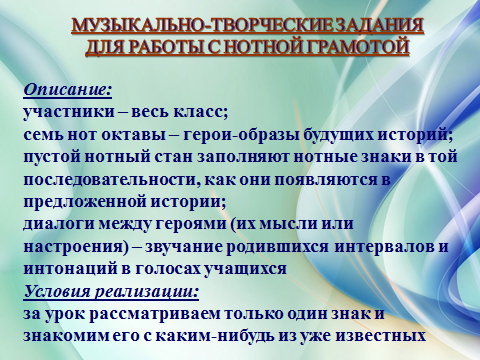 МУЗЫКАЛЬНО-ТВОРЧЕСКИЕ ЗАДАНИЯ
ДЛЯ РАБОТЫ С НОТНОЙ ГРАМОТОЙ
Описание:
участники – весь класс;
семь нот октавы – герои-образы будущих историй;
пустой нотный стан заполняют нотные знаки в той
последовательности, как они появляются в
предложенной истории;
диалоги между героями (их мысли или
настроения) – звучание родившихся интервалов и
интонаций в голосах учащихся
Условия реализации:
за урок рассматриваем только один знак и
знакомим его с каким-нибудь из уже известных